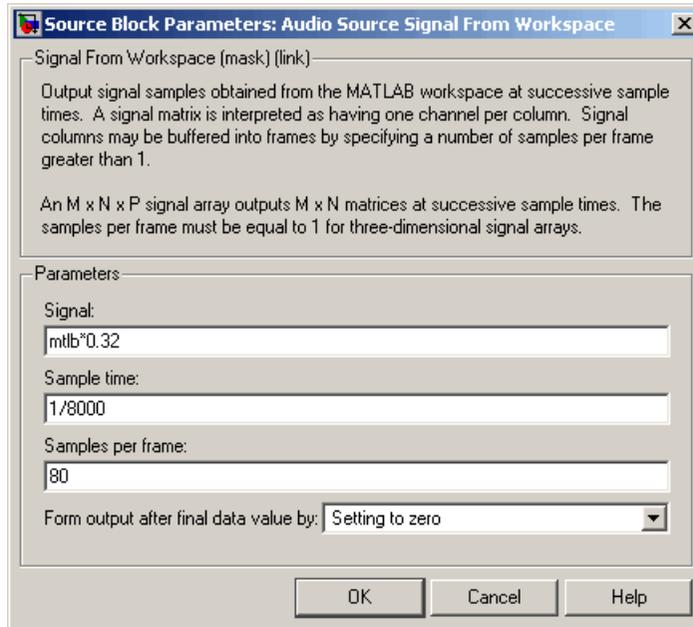 Source Block Parameters: Audio Source Signal From Workspace
Signal From Workspace (mask) (link)
Output signal samples obtained from the MATLAB workspace at successive sample
times. A signal matrix is interpreted as having one channel per column. Signal
columns may be buffered into frames by specifying a number of samples per frame
greater than 1.
An M x N x P signal array outputs M x N matrices at successive sample times. The
samples per frame must be equal to 1 for three-dimensional signal arrays.
Parameters
Signal:
mtlb*0.32
Sample time:
1/8000
Samples per frame:
80
Form output after final data value by: Setting to zero
OK Cancel Help